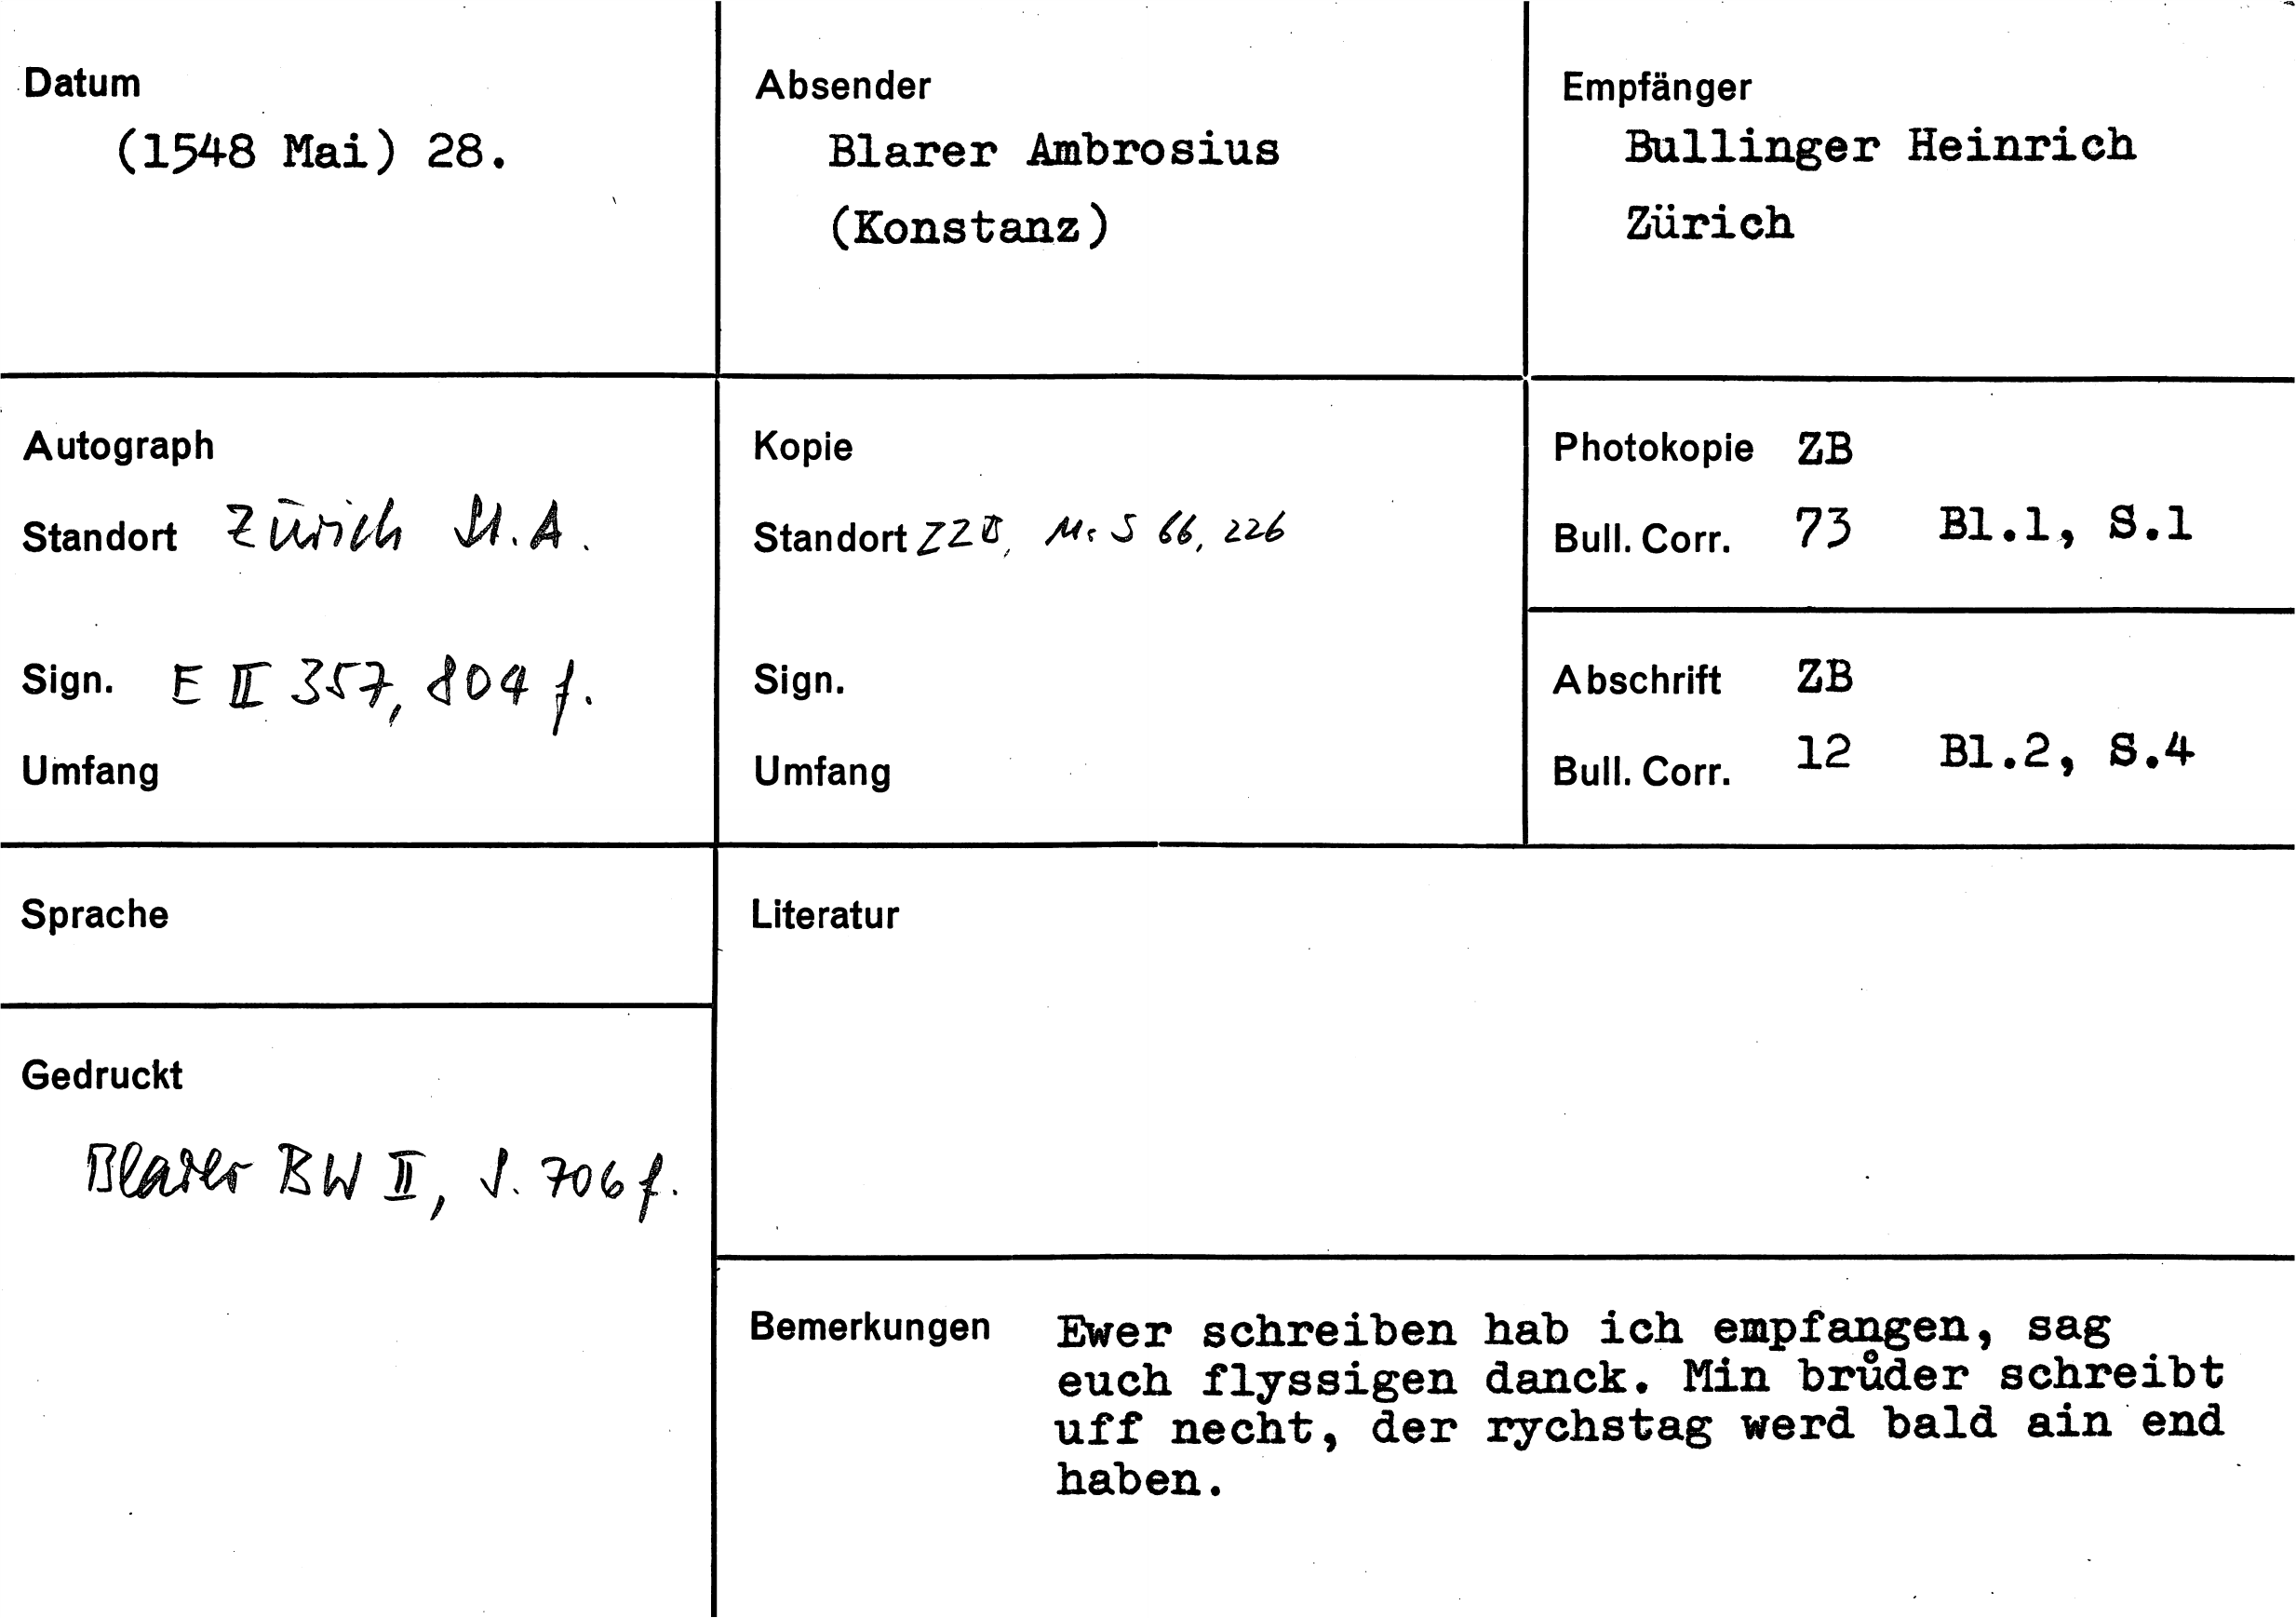 Datum
(1548 Mai) 28.
Absender
Blarer Ambrosius
(Konstanz)
Empfänger
Bullinger Heinrich
Zürich
Autograph
Standort Zürich St.A.
Sign. E II 357, 804 f.
Umfang
Kopie
Standort ZZB, Ms S 66, 226
Sign.
Umfang
Photokopie ZB
Bull. Corr. 73 Bl.1, S.1
Abschrift ZB
Bull. Corr. 12 Bl.2, S.4
Sprache
Gedruckt
Blarer BW II, S. 706 f.
Literatur
Bemerkungen Ewer schreiben hab ich empfangen, sag
euch flyssigen danck. Min brůder schreibt
uff necht, der rychstag werd bald ain end
haben.